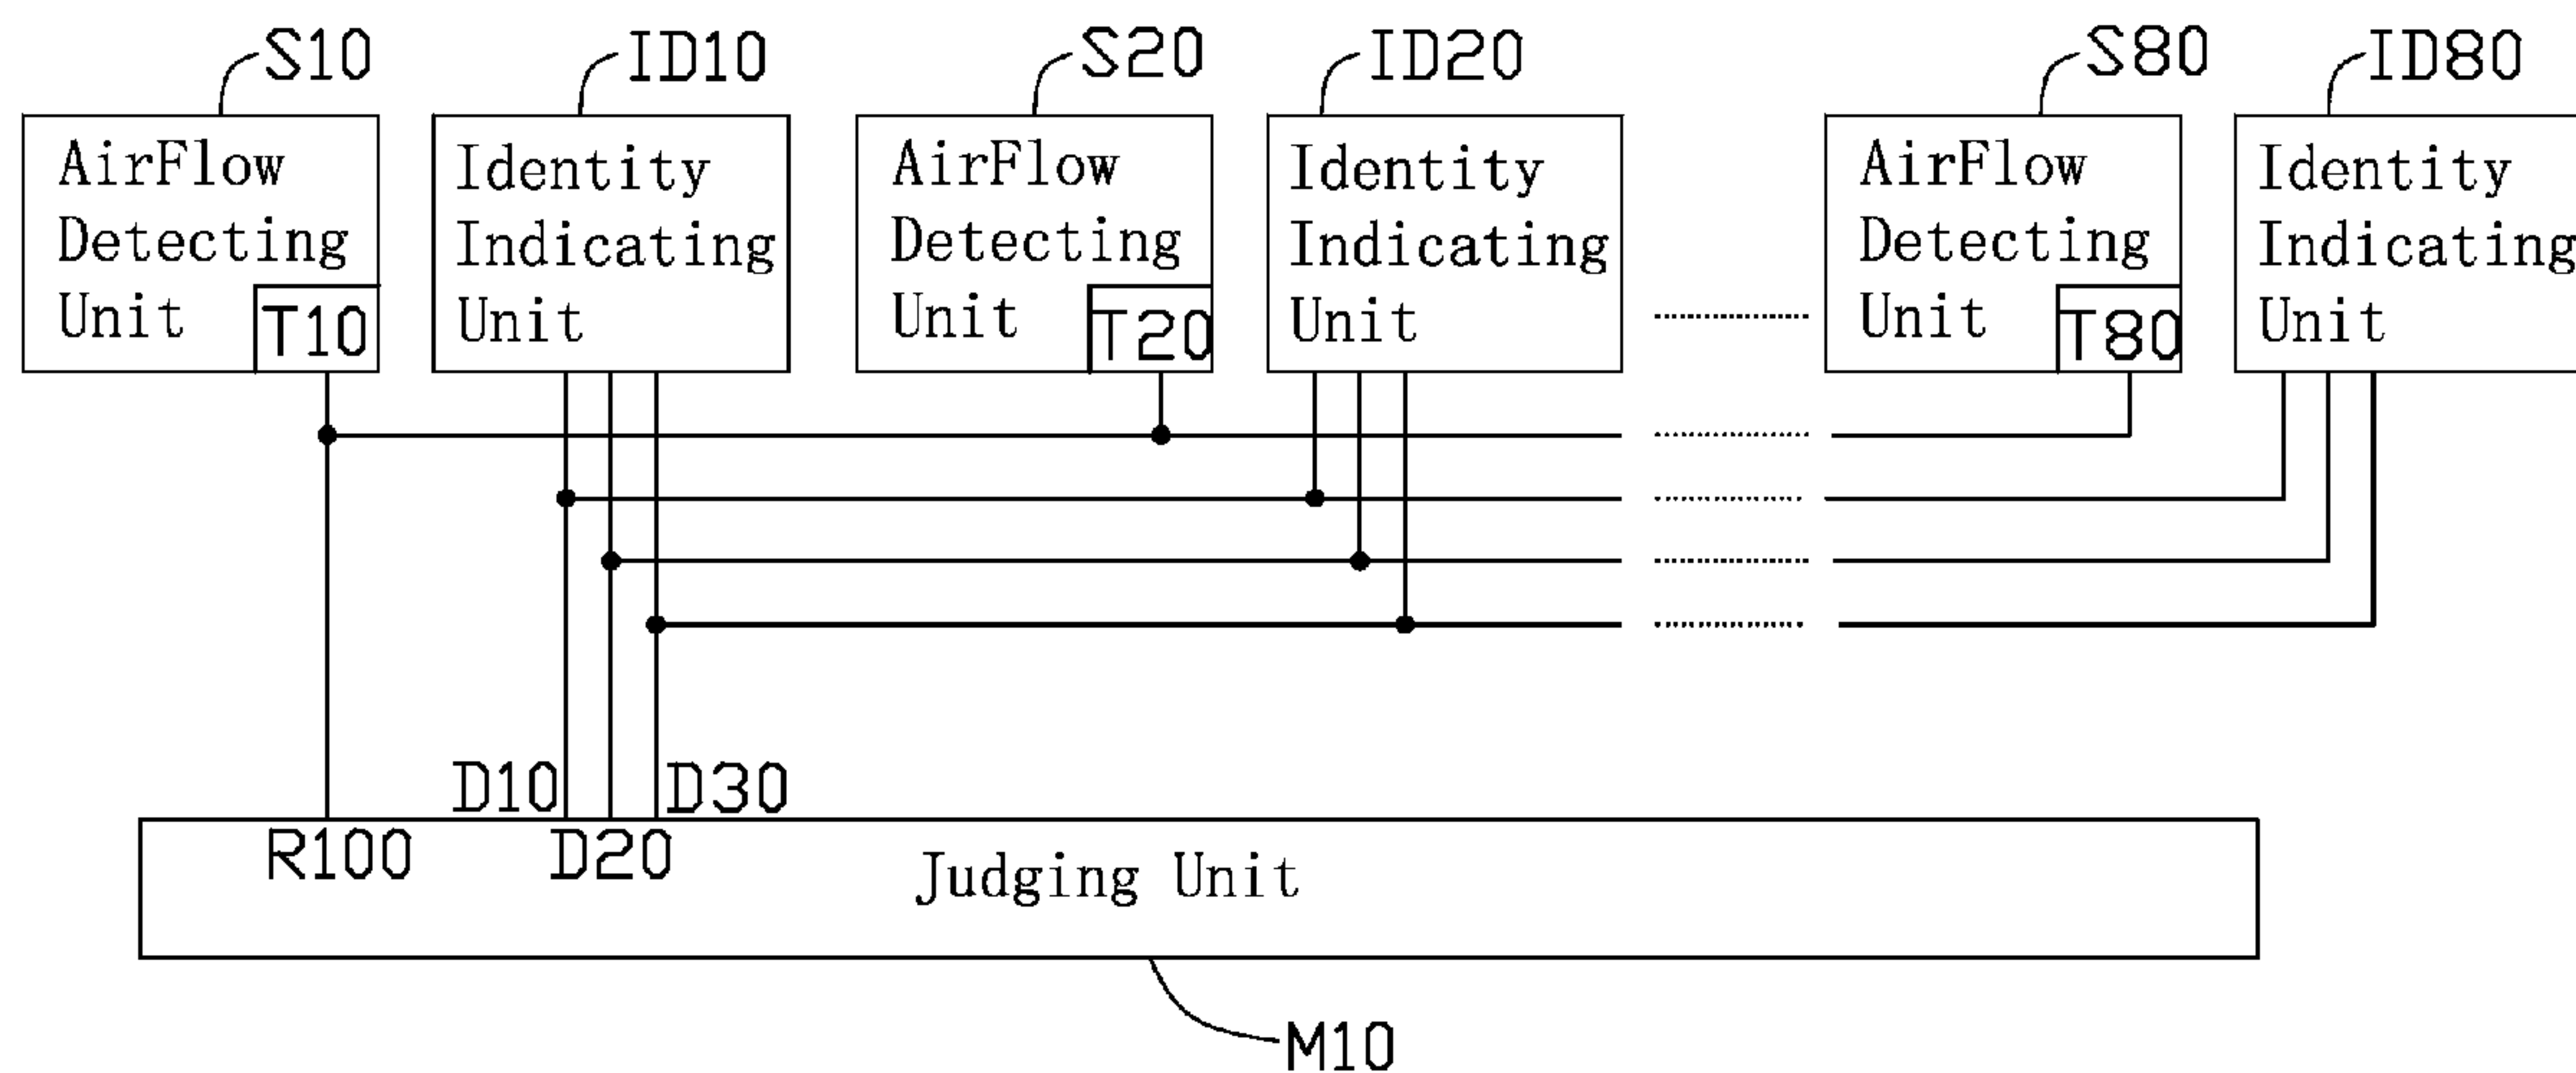 S10
ID10
S20
ID20
S80
ID80
AirFlow
Detecting
Unit
T10
Identity
Indicating
Unit
AirFlow
Detecting
Unit
T20
Identity
Indicating
Unit
AirFlow
Detecting
Unit
T80
Identity
Indicating
Unit
D10
D30
R100
D20
Judging Unit
M10